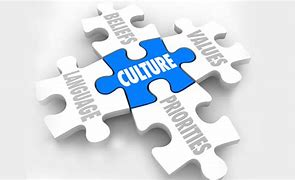 BELIEFS
VALUES
CULTURE
LANGUAGE
PRIORITIES